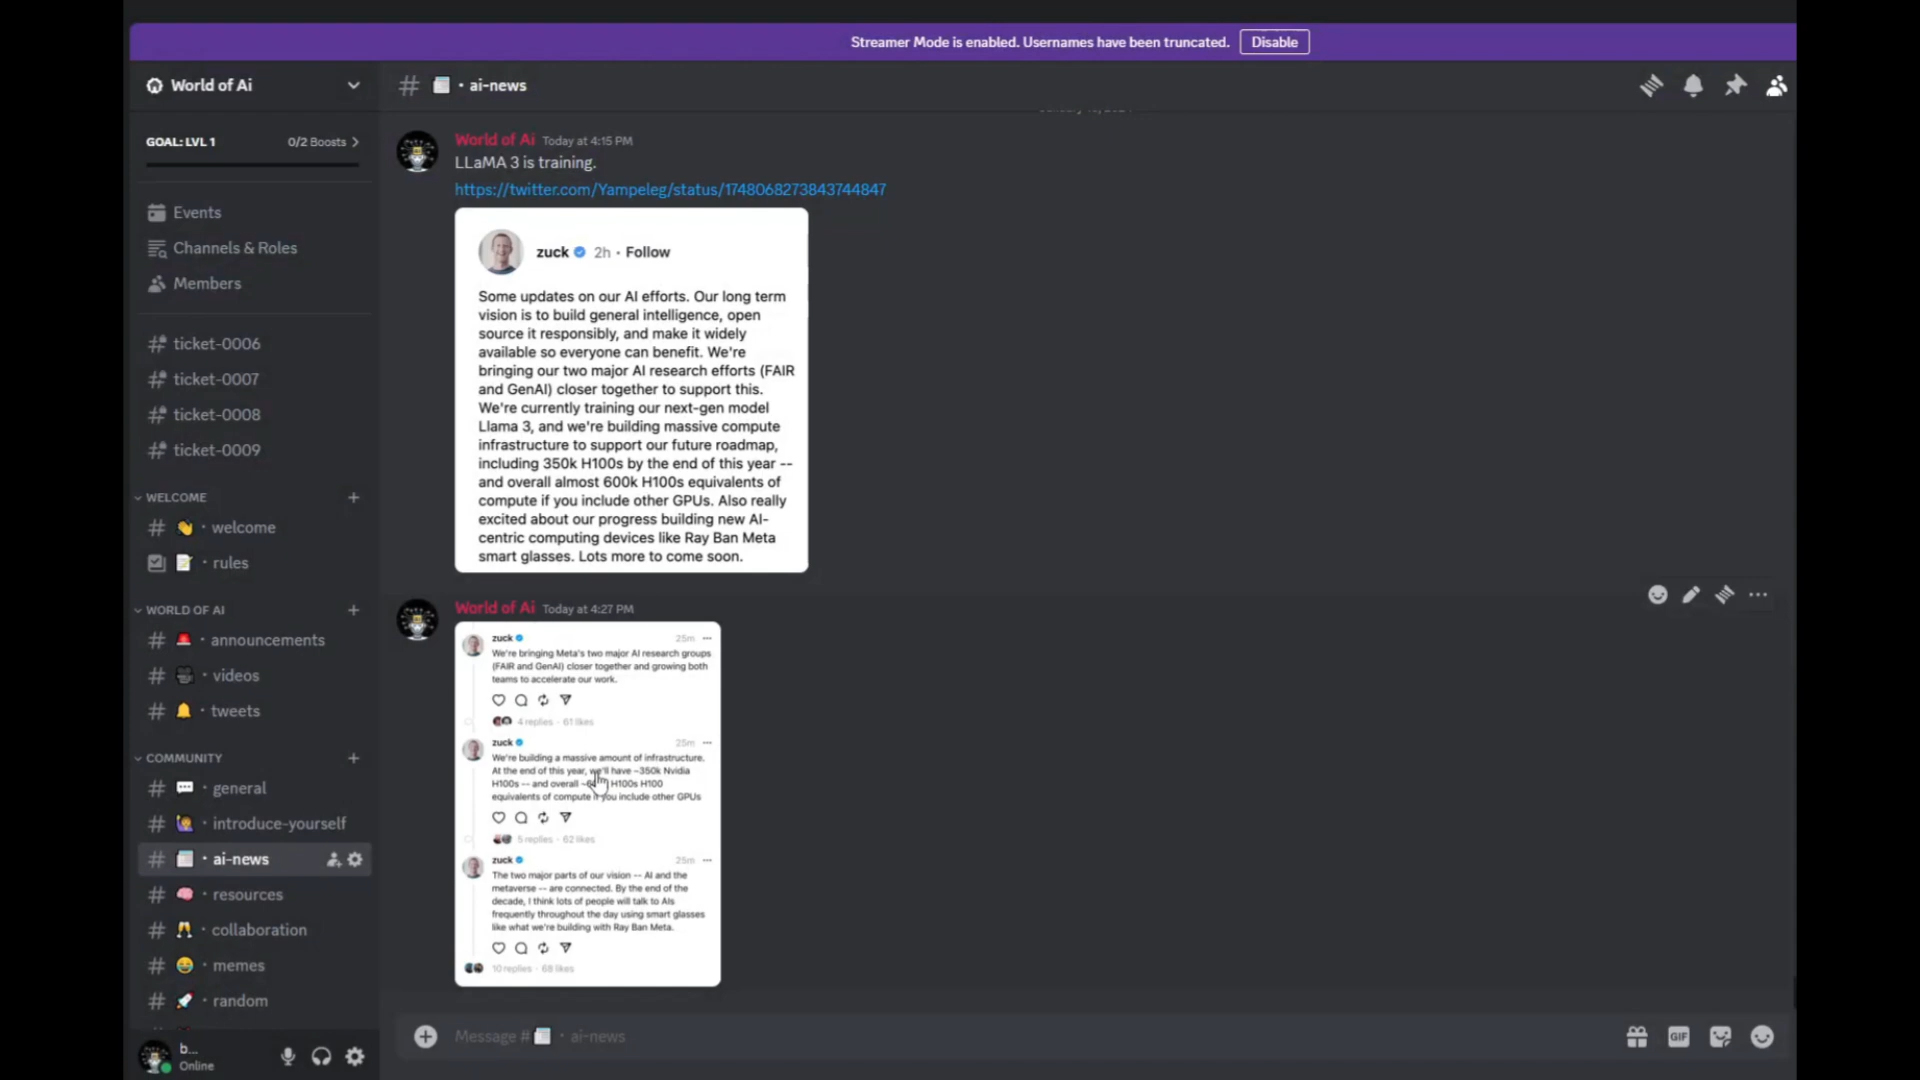 Streamer Mode is enabled. Usernames have been truncated. Disable
World of Ai
GOAL: LVL 1 0/2 Boosts
Events
Channels & Roles
Members
ticket-0006
ticket-0007
ticket-0008
ticket-0009
WELCOME
welcome
rules
WORLD OF AI
announcements
videos
tweets
COMMUNITY
general
introduce-yourself
ai-news
resources
collaboration
memes
random
b...
Online
ai-news
World of Ai Today at 4:15 PM
LLaMA 3 is training.
https://twitter.com/Yampeleg/status/1748068273843744847
zuck 2h · Follow
Some updates on our AI efforts. Our long term
vision is to build general intelligence, open
source it responsibly, and make it widely
available so everyone can benefit. We're
bringing our two major AI research efforts (FAIR
and GenAI) closer together to support this.
We're currently training our next-gen model
Llama 3, and we're building massive compute
infrastructure to support our future roadmap,
including 350k H100s by the end of this year --
and overall almost 600k H100s equivalents of
compute if you include other GPUs. Also really
excited about our progress building new AI-
centric computing devices like Ray Ban Meta
smart glasses. Lots more to come soon.
World of Ai Today at 4:27 PM
zuck 25m
We're bringing Meta's two major AI research groups
(FAIR and GenAI) closer together and growing both
teams to accelerate our work.
4 replies · 61 likes
zuck 25m
We're building a massive amount of infrastructure.
At the end of this year, we'll have ~350k Nvidia
H100s -- and overall H100s H100
equivalents of compute if you include other GPUs
5 replies · 62 likes
zuck 25m
The two major parts of our vision -- AI and the
metaverse -- are connected. By the end of the
decade, I think lots of people will talk to AIs
frequently throughout the day using smart glasses
like what we're building with Ray Ban Meta.
10 replies · 68 likes
Message # · ai-news
GIF